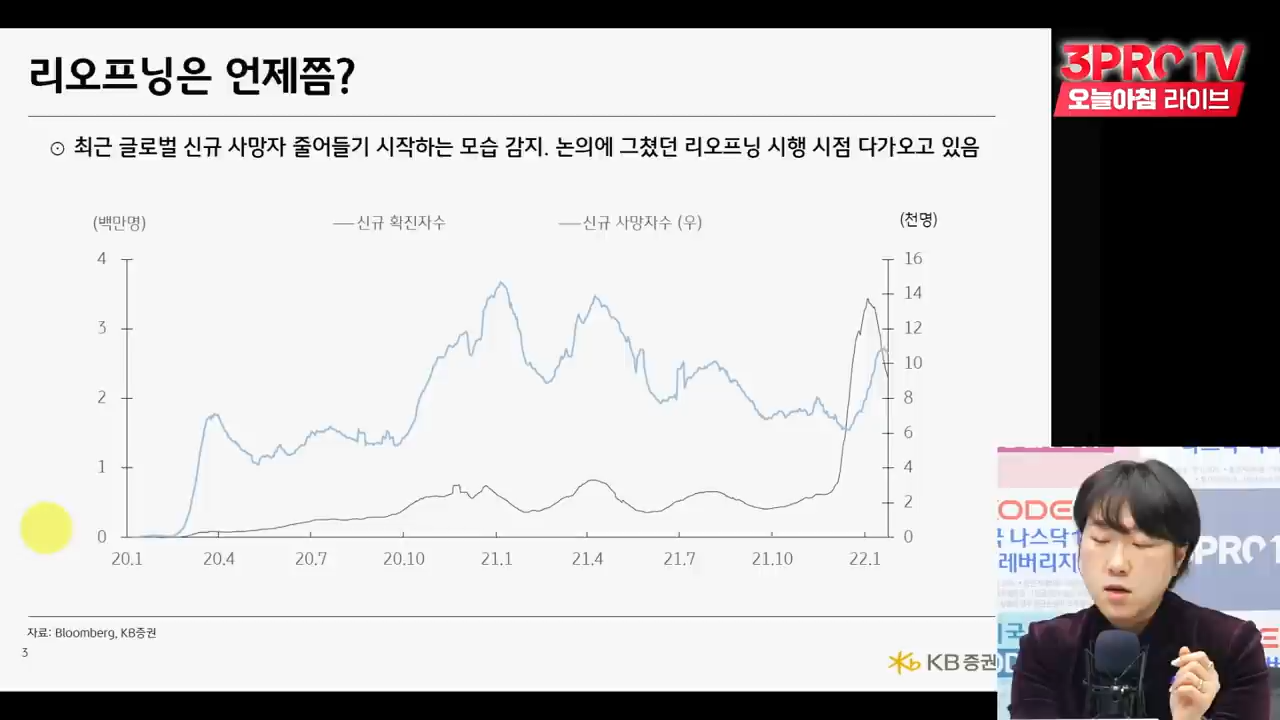 리오프닝은 언제쯤?
3PROTV
오늘아침 라이브
⊙ 최근 글로벌 신규 사망자 줄어들기 시작하는 모습 감지. 논의에 그쳤던 리오프닝 시행 시점 다가오고 있음
(백만명)
신규 확진자수
신규 사망자수 (우)
(천명)
4
3
2
1
0
16
14
12
10
8
6
4
2
0
20.1 20.4 20.7 20.10 21.1 21.4 21.7 21.10 22.1
자료: Bloomberg, KB증권
3
KB증권
나스닥
레버리지